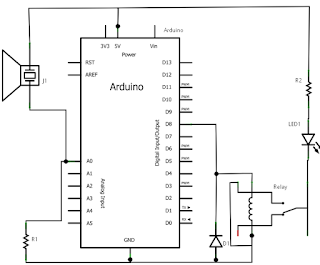 Arduino
3V3 5V Vin
Power
RST
AREF
Arduino
D13
D12
D11
D10
D9
D8
D7
D6
D5
D4
D3
D2
D1
D0
PWM
PWM
PWM
PWM
PWM
PWM
TX
RX
Digital Input/Output
Analog Input
A0
A1
A2
A3
A4
A5
GND
J1
R1
R2
LED1
Relay
D1